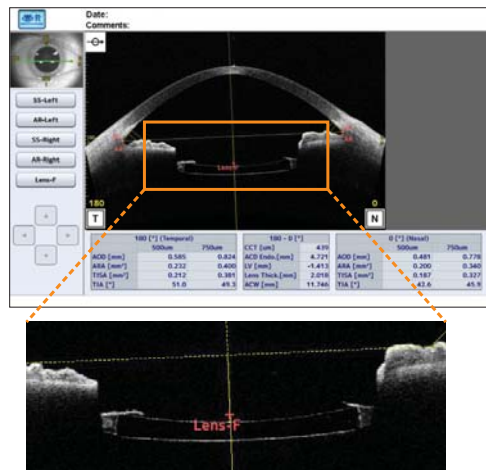 R
Date:
Comments:
SS-Left
AR-Left
SS-Right
AR-Right
Lens-F
Lens-F
180
0
T
N
180 [°] (Temporal)
500um 750um
AOD [mm] 0.585 0.824
ARA [mm²] 0.232 0.400
TISA [mm²] 0.212 0.381
TIA [°] 51.0 49.3
180 - 0 [°]
CCT [um] 439
ACD Endo.[mm] 4.721
LV [mm] -1.413
Lens Thick.[mm] 2.018
ACW [mm] 11.746
0 [°] (Nasal)
500um 750um
AOD [mm] 0.481 0.778
ARA [mm²] 0.200 0.340
TISA [mm²] 0.187 0.327
TIA [°] 45.9
Lens-F